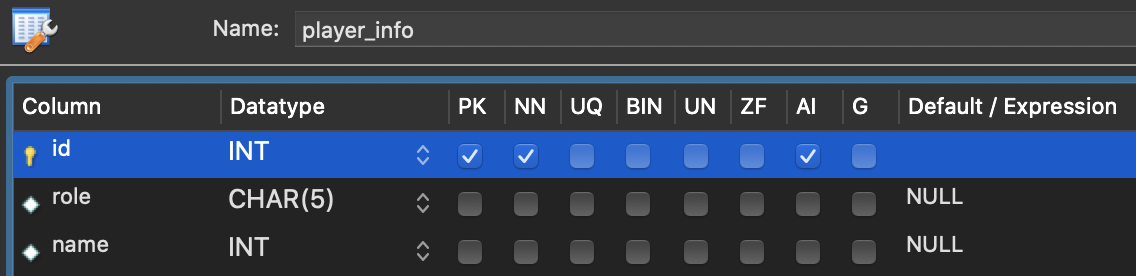 Name: player_info
Column Datatype PK NN UQ BIN UN ZF AI G Default / Expression
id INT
role CHAR(5) NULL
name INT NULL